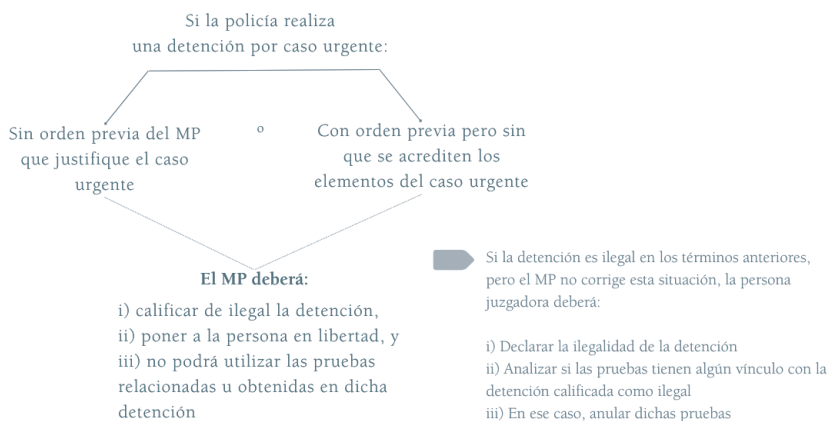 Si la policía realiza
una detención por caso urgente:
Sin orden previa del MP
que justifique el caso
urgente
o
Con orden previa pero sin
que se acrediten los
elementos del caso urgente
El MP deberá:
i) calificar de ilegal la detención,
ii) poner a la persona en libertad, y
iii) no podrá utilizar las pruebas
relacionadas u obtenidas en dicha
detención
Si la detención es ilegal en los términos anteriores,
pero el MP no corrige esta situación, la persona
juzgadora deberá:
i) Declarar la ilegalidad de la detención
ii) Analizar si las pruebas tienen algún vínculo con la
detención calificada como ilegal
iii) En ese caso, anular dichas pruebas